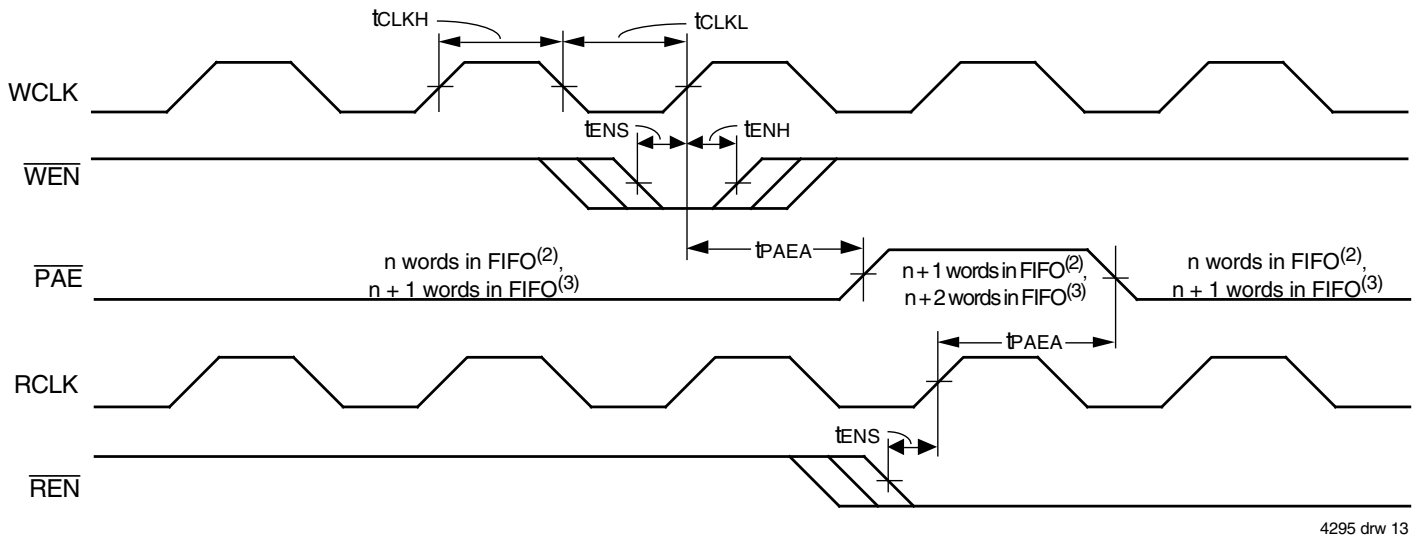 tCLKH
tCLKL
WCLK
tENS
tENH
WEN
tPAEA
PAE
n words in FIFO(2),
n + 1 words in FIFO(3)
n + 1 words in FIFO(2),
n + 2 words in FIFO(3)
n words in FIFO(2),
n + 1 words in FIFO(3)
tPAEA
RCLK
tENS
REN
4295 drw 13